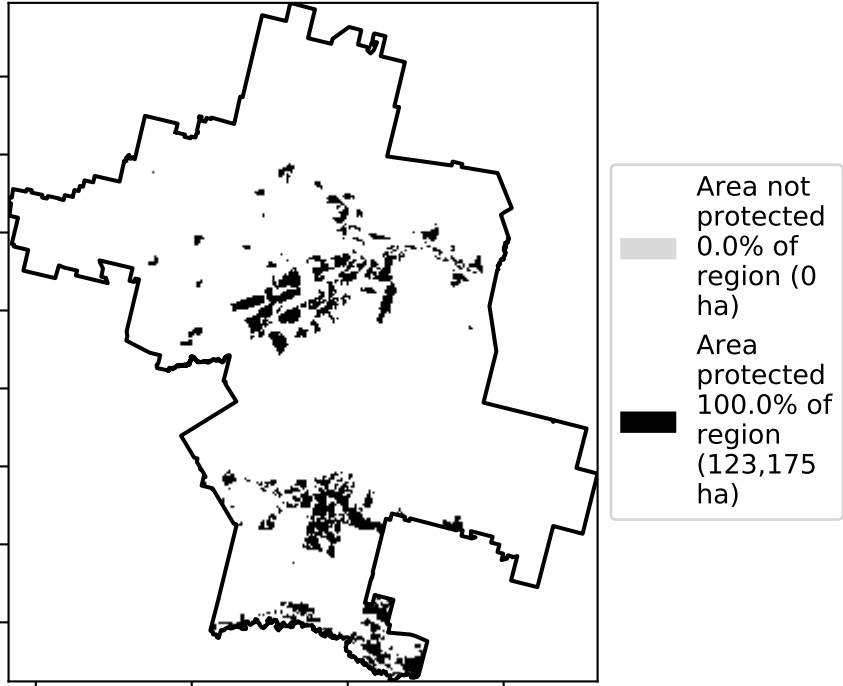 Area not
protected
0.0% of
region (0
ha)
Area
protected
100.0% of
region
(123,175
ha)